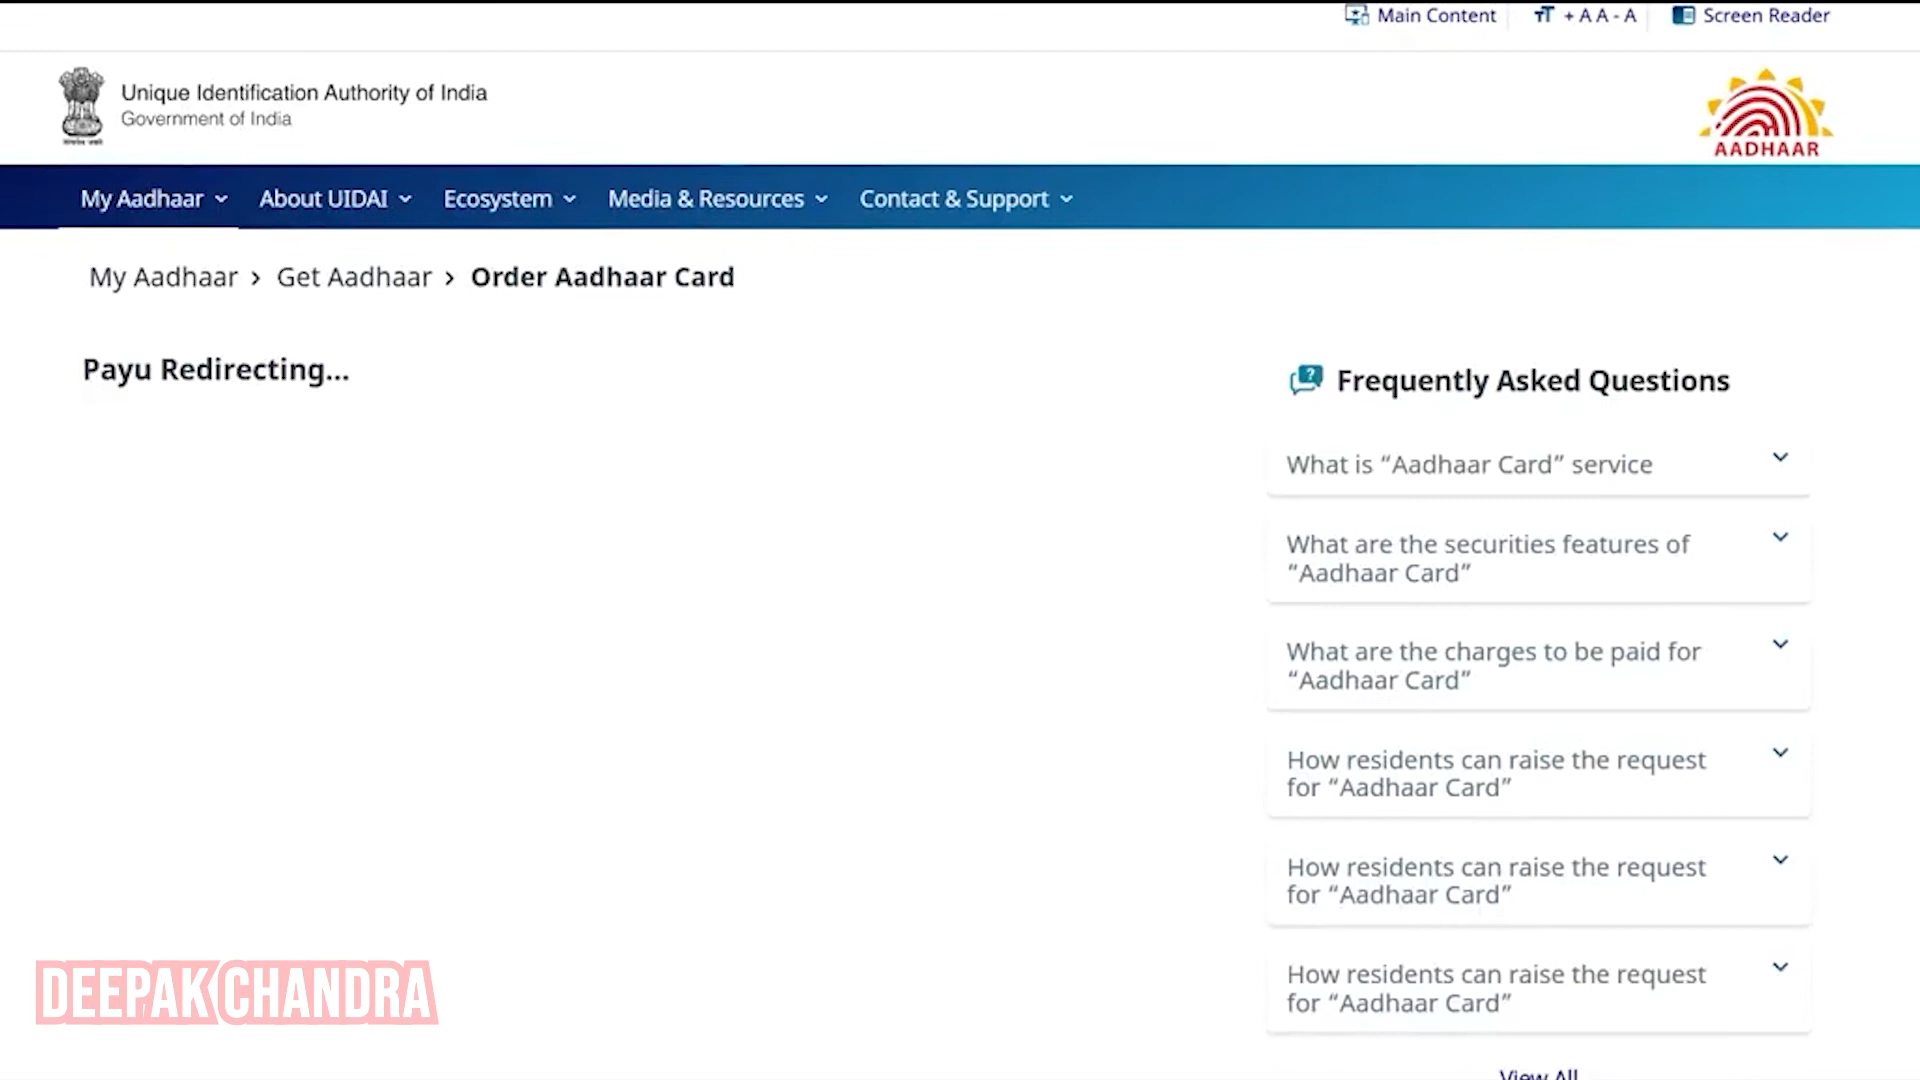 Main Content
+ A A - A
Screen Reader
Unique Identification Authority of India
Government of India
AADHAAR
My Aadhaar
About UIDAI
Ecosystem
Media & Resources
Contact & Support
My Aadhaar › Get Aadhaar › Order Aadhaar Card
Payu Redirecting...
Frequently Asked Questions
What is “Aadhaar Card” service
What are the securities features of
“Aadhaar Card”
What are the charges to be paid for
“Aadhaar Card”
How residents can raise the request
for “Aadhaar Card”
How residents can raise the request
for “Aadhaar Card”
How residents can raise the request
for “Aadhaar Card”
View All
DEEPAK CHANDRA